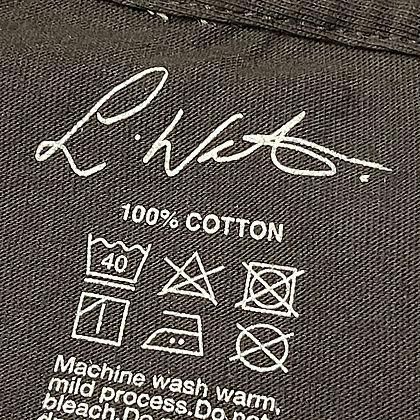 100% COTTON
40
Machine wash warm,
mild process.Do not
bleach.Do